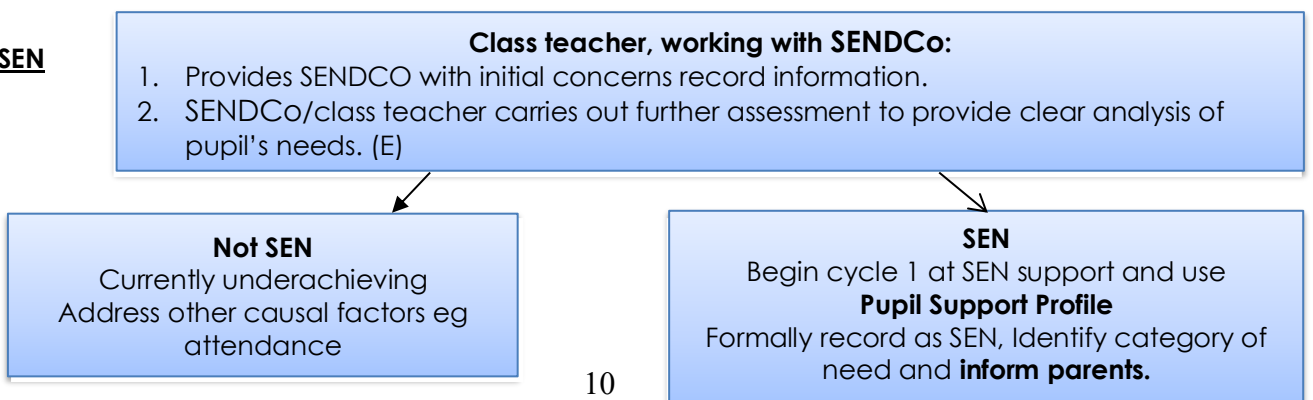 SEN
Class teacher, working with SENDCo:
1. Provides SENDCO with initial concerns record information.
2. SENDCo/class teacher carries out further assessment to provide clear analysis of
pupil's needs. (E)
Not SEN
Currently underachieving
Address other causal factors eg
attendance
SEN
Begin cycle 1 at SEN support and use
Pupil Support Profile
Formally record as SEN, Identify category of
need and inform parents.
10